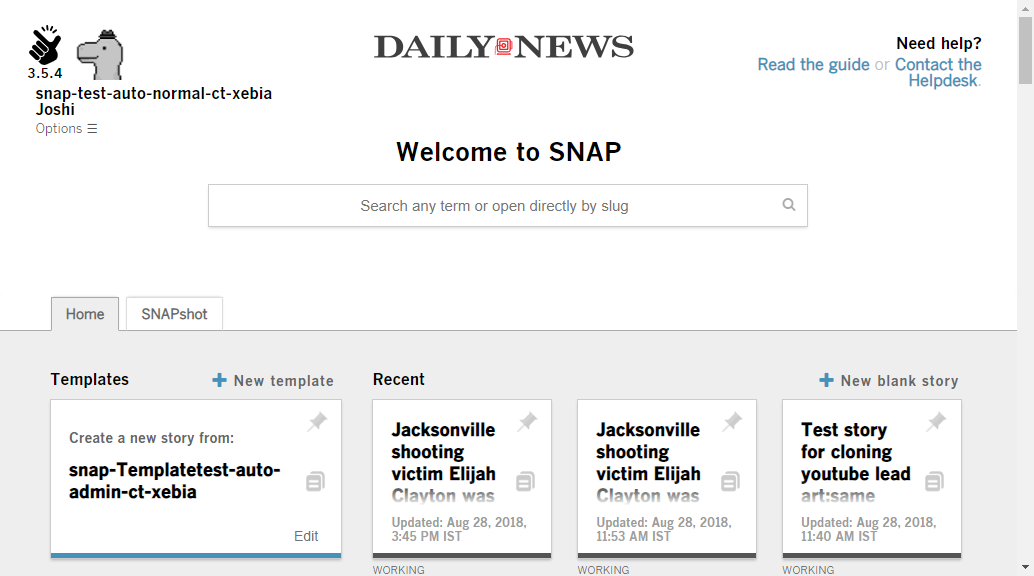 3.5.4
snap-test-auto-normal-ct-xebia
Joshi
Options ☰
DAILY NEWS
Need help?
Read the guide or Contact the
Helpdesk.
Welcome to SNAP
Search any term or open directly by slug
Home
SNAPshot
Templates
+ New template
Create a new story from:
snap-Templatetest-auto-
admin-ct-xebia
Edit
Recent
+ New blank story
Jacksonville
shooting
victim Elijah
Clayton was
Updated: Aug 28, 2018,
3:45 PM IST
WORKING
Jacksonville
shooting
victim Elijah
Clayton was
Updated: Aug 28, 2018,
11:53 AM IST
WORKING
Test story
for cloning
youtube lead
art:same
Updated: Aug 28, 2018,
11:40 AM IST
WORKING